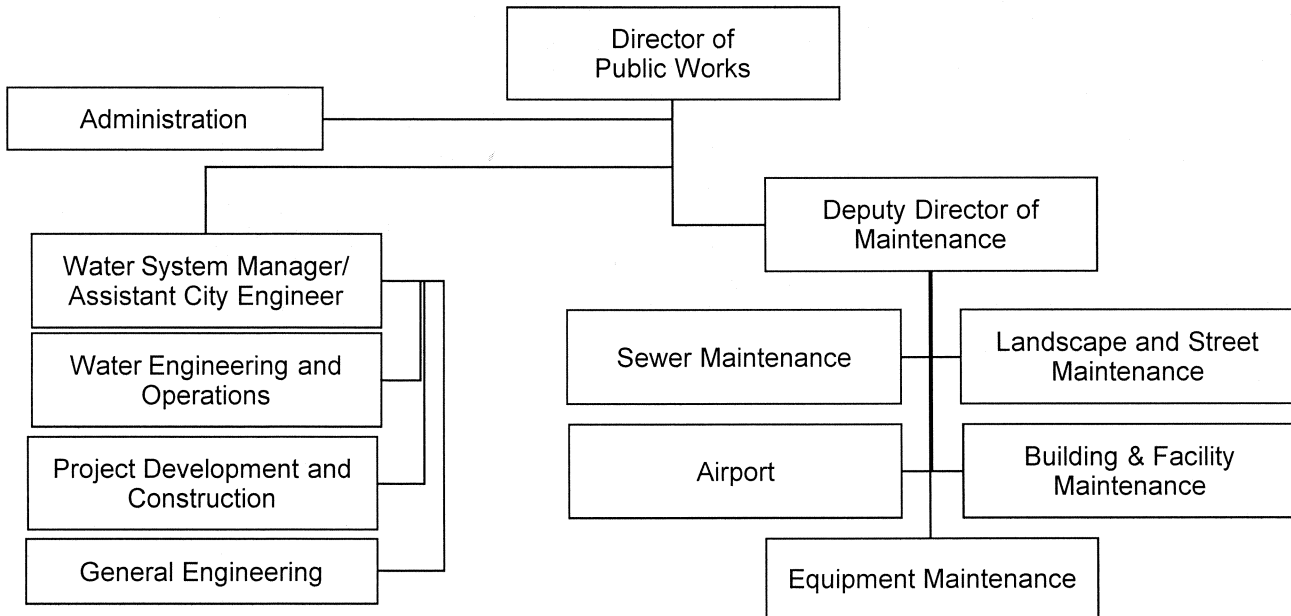 Director of
Public Works
Administration
Deputy Director of
Maintenance
Water System Manager/
Assistant City Engineer
Water Engineering and
Operations
Project Development and
Construction
General Engineering
Sewer Maintenance
Landscape and Street
Maintenance
Airport
Building & Facility
Maintenance
Equipment Maintenance